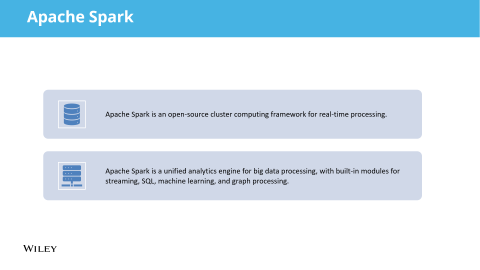 Apache Spark
Apache Spark is an open-source cluster computing framework for real-time processing.
Apache Spark is a unified analytics engine for big data processing, with built-in modules for
streaming, SQL, machine learning, and graph processing.
WILEY